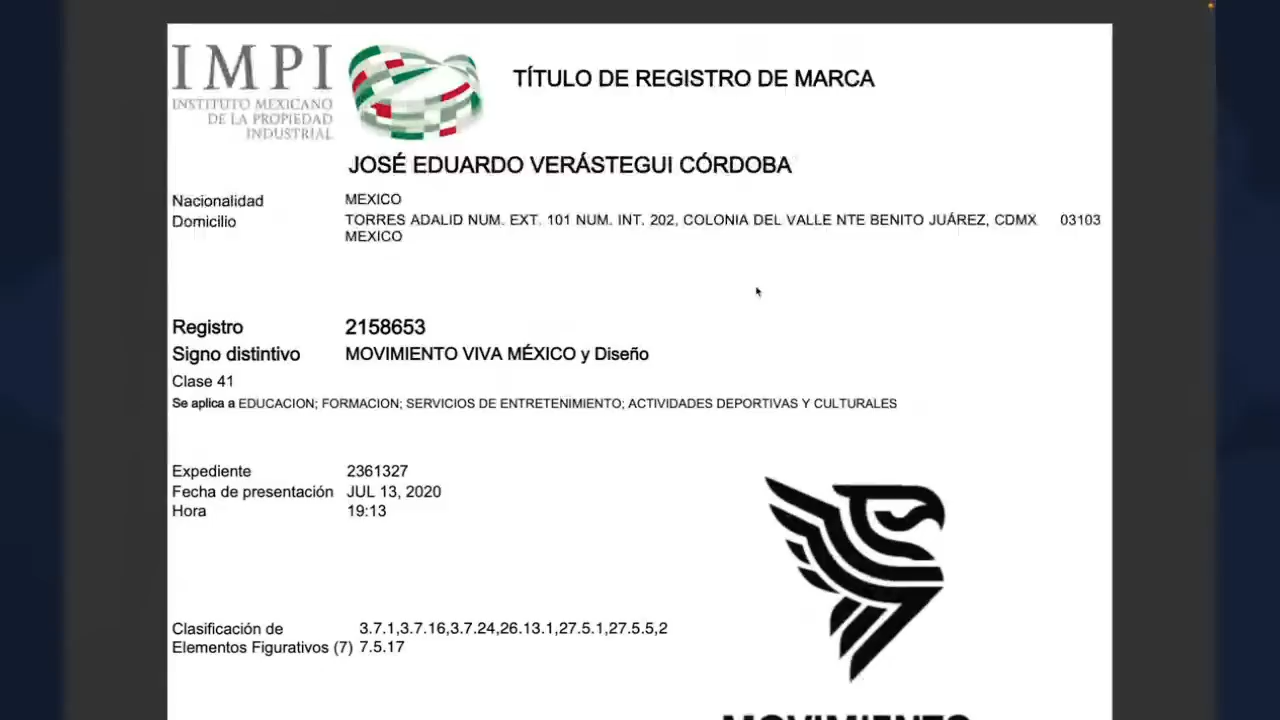 IMPI
INSTITUTO MEXICANO
DE LA PROPIEDAD
INDUSTRIAL
TÍTULO DE REGISTRO DE MARCA
JOSÉ EDUARDO VERÁSTEGUI CÓRDOBA
Nacionalidad MEXICO
Domicilio TORRES ADALID NUM. EXT. 101 NUM. INT. 202, COLONIA DEL VALLE NTE BENITO JUÁREZ, CDMX 03103
MEXICO
Registro 2158653
Signo distintivo MOVIMIENTO VIVA MÉXICO y Diseño
Clase 41
Se aplica a EDUCACION; FORMACION; SERVICIOS DE ENTRETENIMIENTO; ACTIVIDADES DEPORTIVAS Y CULTURALES
Expediente 2361327
Fecha de presentación JUL 13, 2020
Hora 19:13
Clasificación de 3.7.1,3.7.16,3.7.24,26.13.1,27.5.1,27.5.5,2
Elementos Figurativos (7) 7.5.17
MOVIMIENTO